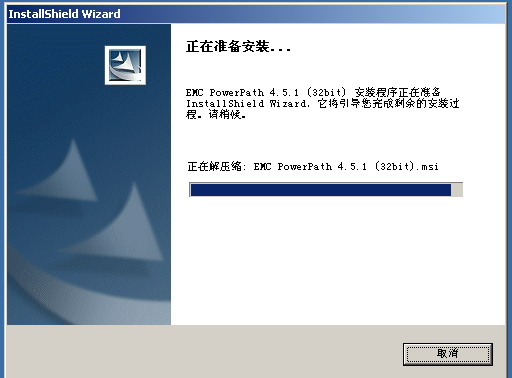 InstallShield Wizard
正在准备安装...
EMC PowerPath 4.5.1 (32bit) 安装程序正在准备
InstallShield Wizard，它将引导您完成剩余的安装过
程。请稍候。
正在解压缩: EMC PowerPath 4.5.1 (32bit).msi
取消